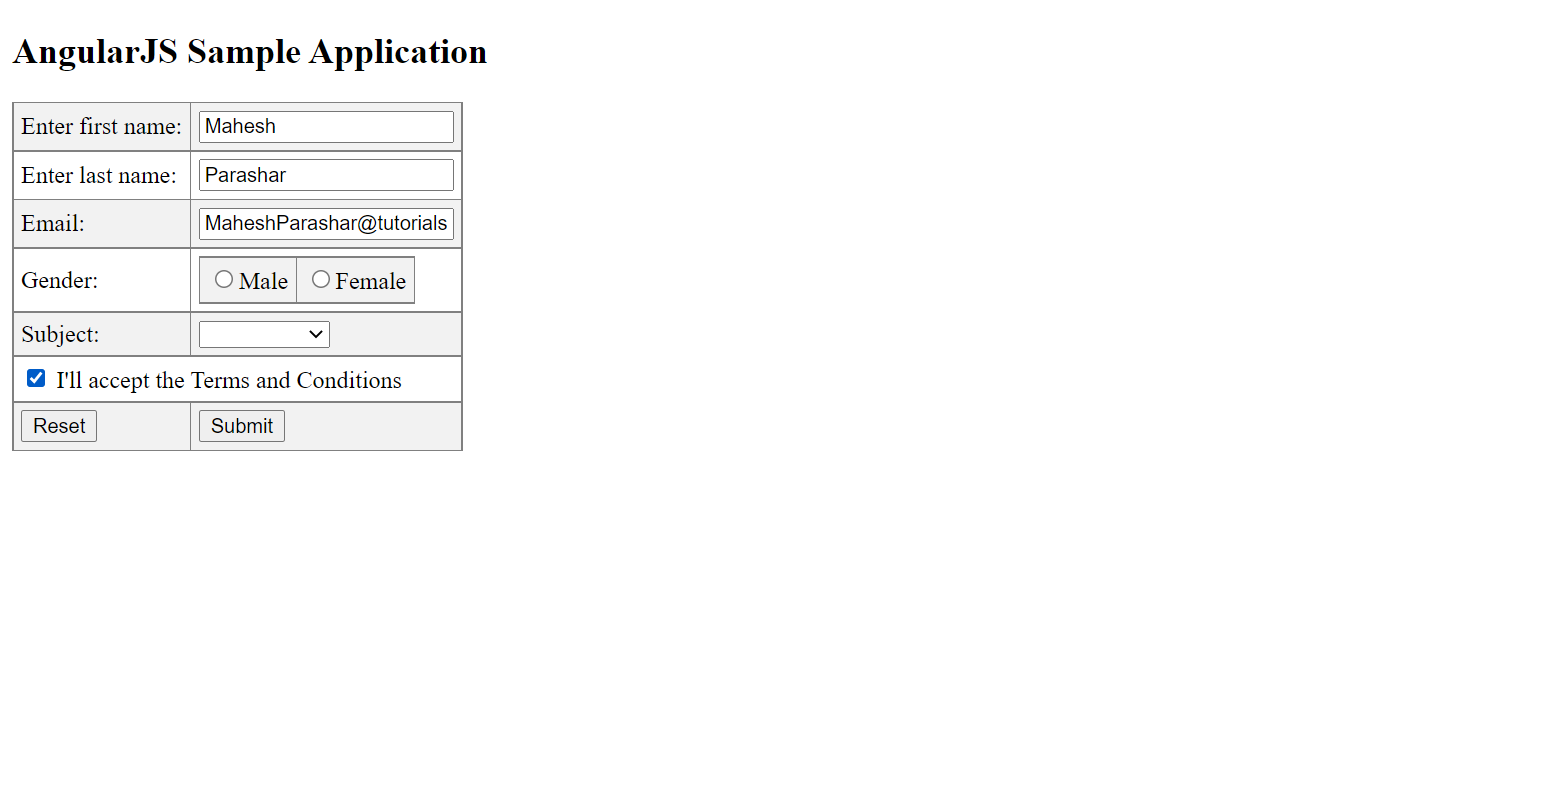 AngularJS Sample Application
Enter first name: Mahesh
Enter last name: Parashar
Email: MaheshParashar@tutorials
Gender: Male Female
Subject:
I'll accept the Terms and Conditions
Reset Submit